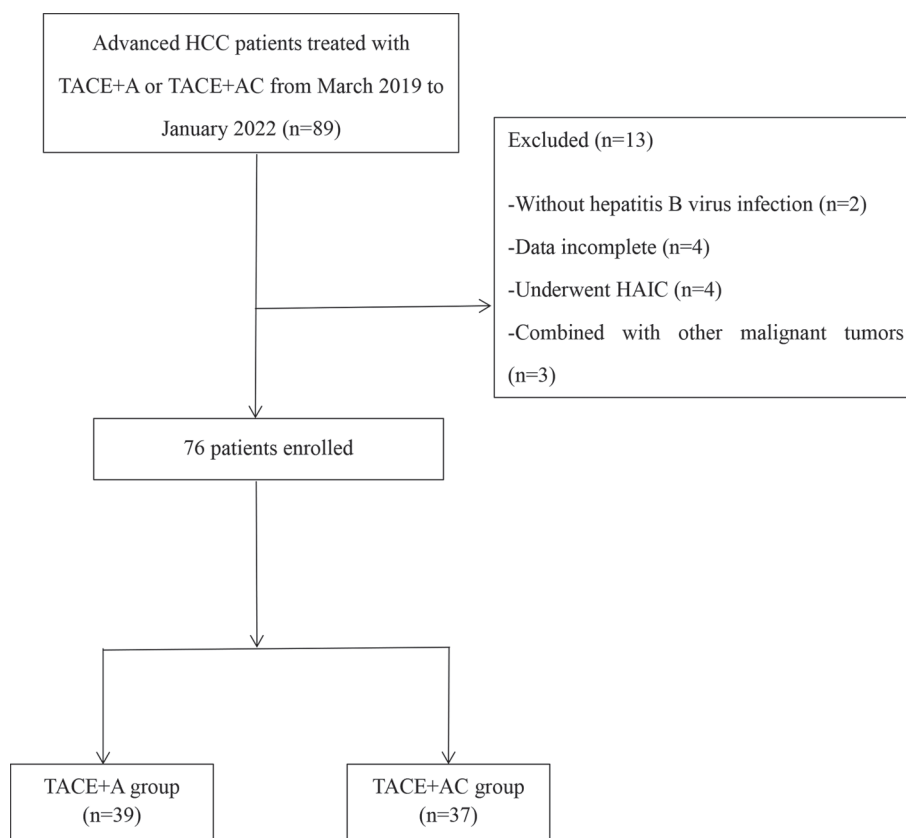 Advanced HCC patients treated with
TACE+A or TACE+AC from March 2019 to
January 2022 (n=89)
Excluded (n=13)
-Without hepatitis B virus infection (n=2)
-Data incomplete (n=4)
-Underwent HAIC (n=4)
-Combined with other malignant tumors
(n=3)
76 patients enrolled
TACE+A group
(n=39)
TACE+AC group
(n=37)